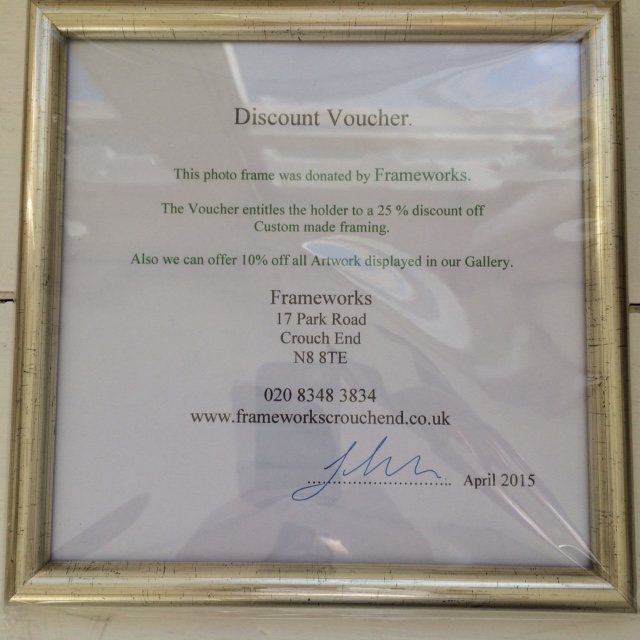 Discount Voucher.
This photo frame was donated by Frameworks.
The Voucher entitles the holder to a 25 % discount off
Custom made framing.
Also we can offer 10% off all Artwork displayed in our Gallery.
Frameworks
17 Park Road
Crouch End
N8 8TE
020 8348 3834
www.frameworkscrouchend.co.uk
.............................. April 2015